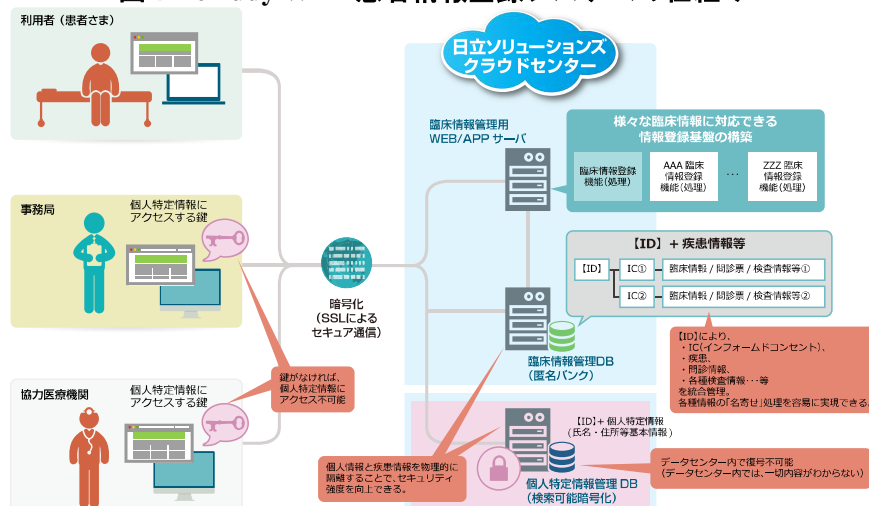 利用者（患者さま）
日立ソリューションズ
クラウドセンター
臨床情報管理用
WEB/APP サーバ
様々な臨床情報に対応できる
情報登録基盤の構築
臨床情報登録
機能（処理）
AAA 臨床
情報登録
機能（処理）
…
ZZZ 臨床
情報登録
機能（処理）
事務局
個人特定情報に
アクセスする鍵
暗号化
（SSLによる
セキュア通信）
【ID】+ 疾患情報等
【ID】
IC①
臨床情報 / 問診票 / 検査情報等①
IC②
臨床情報 / 問診票 / 検査情報等②
臨床情報管理DB
（匿名バンク）
【ID】により、
・IC（インフォームドコンセント）、
・疾患、
・問診情報、
・各種検査情報･･･等
を統合管理。
各種情報の「名寄せ」処理を容易に実現できる。
鍵がなければ、
個人特定情報に
アクセス不可能
協力医療機関
個人特定情報に
アクセスする鍵
【ID】+ 個人特定情報
（氏名・住所等基本情報）
個人情報と疾患情報を物理的に
隔離することで、セキュリティ
強度を向上できる。
個人特定情報管理 DB
（検索可能暗号化）
データセンター内で復号不可能
（データセンター内では、一切内容がわからない）